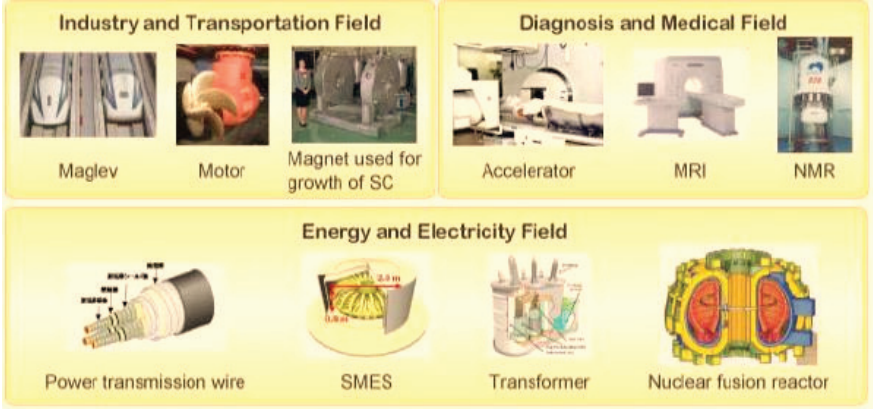 Industry and Transportation Field
Maglev
Motor
Magnet used for
growth of SC
Diagnosis and Medical Field
Accelerator
MRI
NMR
Energy and Electricity Field
2.0 m
Power transmission wire
SMES
Transformer
Nuclear fusion reactor